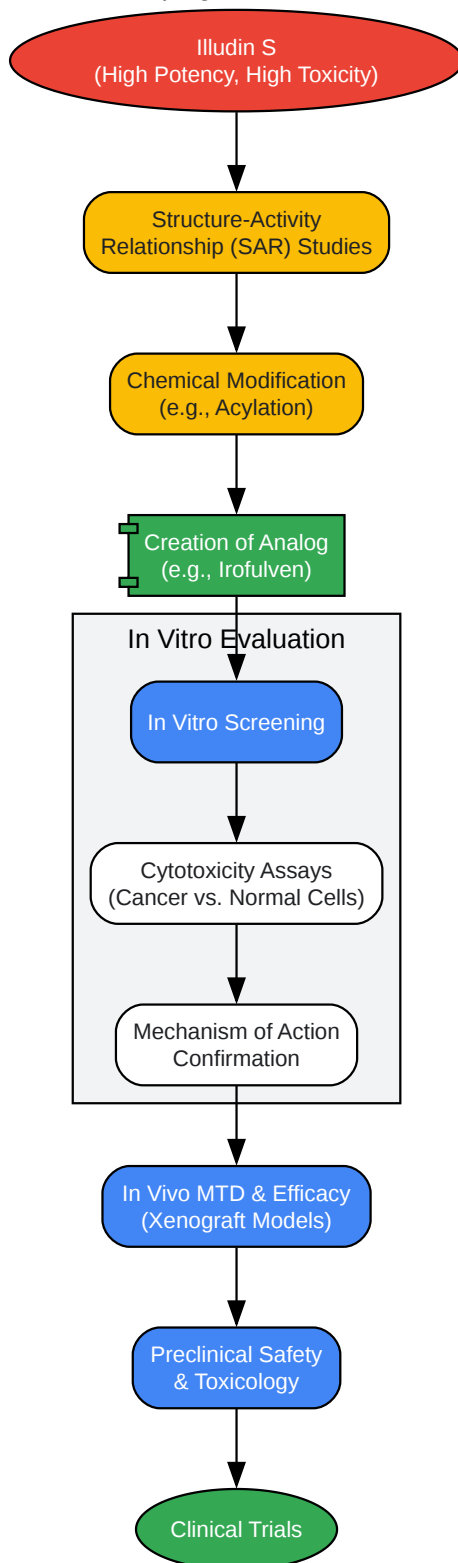 Illudin S
(High Potency, High Toxicity)
Structure-Activity
Relationship (SAR) Studies
Chemical Modification
(e.g., Acylation)
Creation of Analog
(e.g., Irofulven)
In Vitro Evaluation
In Vitro Screening
Cytotoxicity Assays
(Cancer vs. Normal Cells)
Mechanism of Action
Confirmation
In Vivo MTD & Efficacy
(Xenograft Models)
Preclinical Safety
& Toxicology
Clinical Trials